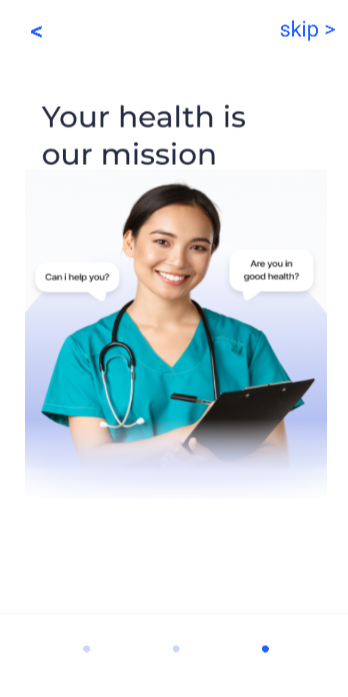 <
skip >
Your health is
our mission
Can i help you?
Are you in
good health?